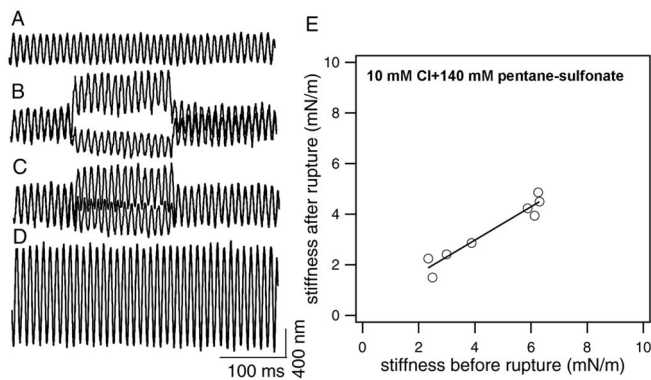 A
B
C
D
100 ms
400 nm
E
10 mM Cl+140 mM pentane-sulfonate
stiffness after rupture (mN/m)
10
8
6
4
2
0
0 2 4 6 8 10
stiffness before rupture (mN/m)